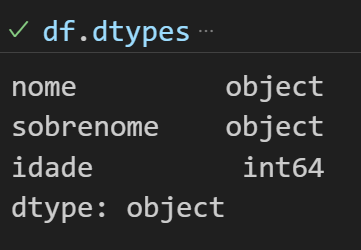 df.dtypes ...
nome object
sobrenome object
idade int64
dtype: object